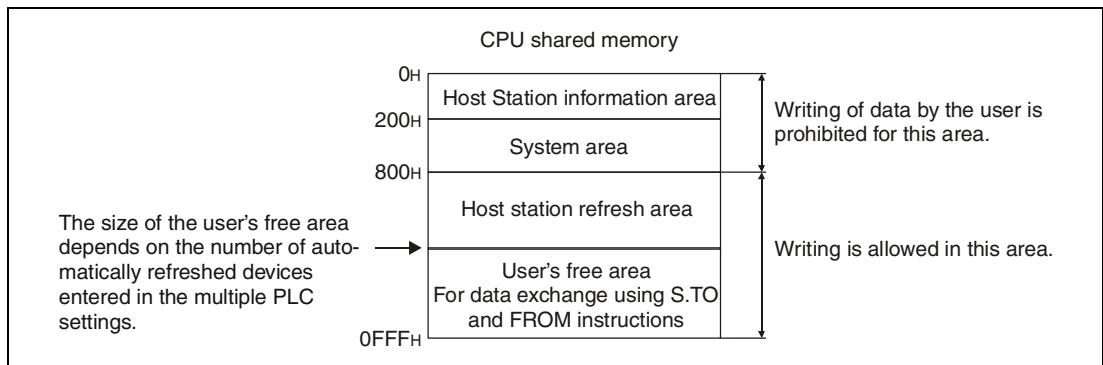 CPU shared memory
0H
Host Station information area
200H
System area
800H
Host station refresh area
User's free area
For data exchange using S.TO
and FROM instructions
0FFFH
Writing of data by the user is
prohibited for this area.
Writing is allowed in this area.
The size of the user's free area
depends on the number of auto-
matically refreshed devices
entered in the multiple PLC
settings.